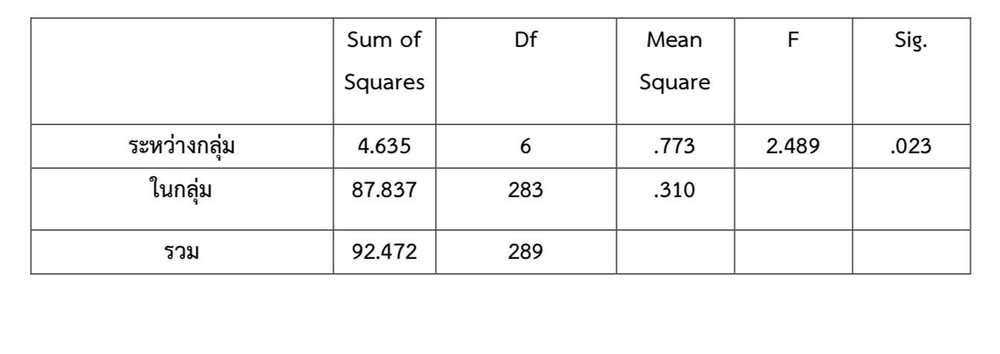 Sum of Df Mean F Sig.
Squares Square
ระหว่างกลุ่ม 4.635 6 .773 2.489 .023
ในกลุ่ม 87.837 283 .310
รวม 92.472 289